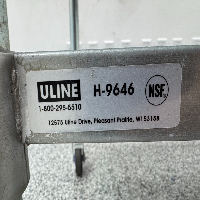 ULINE H-9646 NSF
1-800-295-5510
12575 Uline Drive, Pleasant Prairie, WI 53158